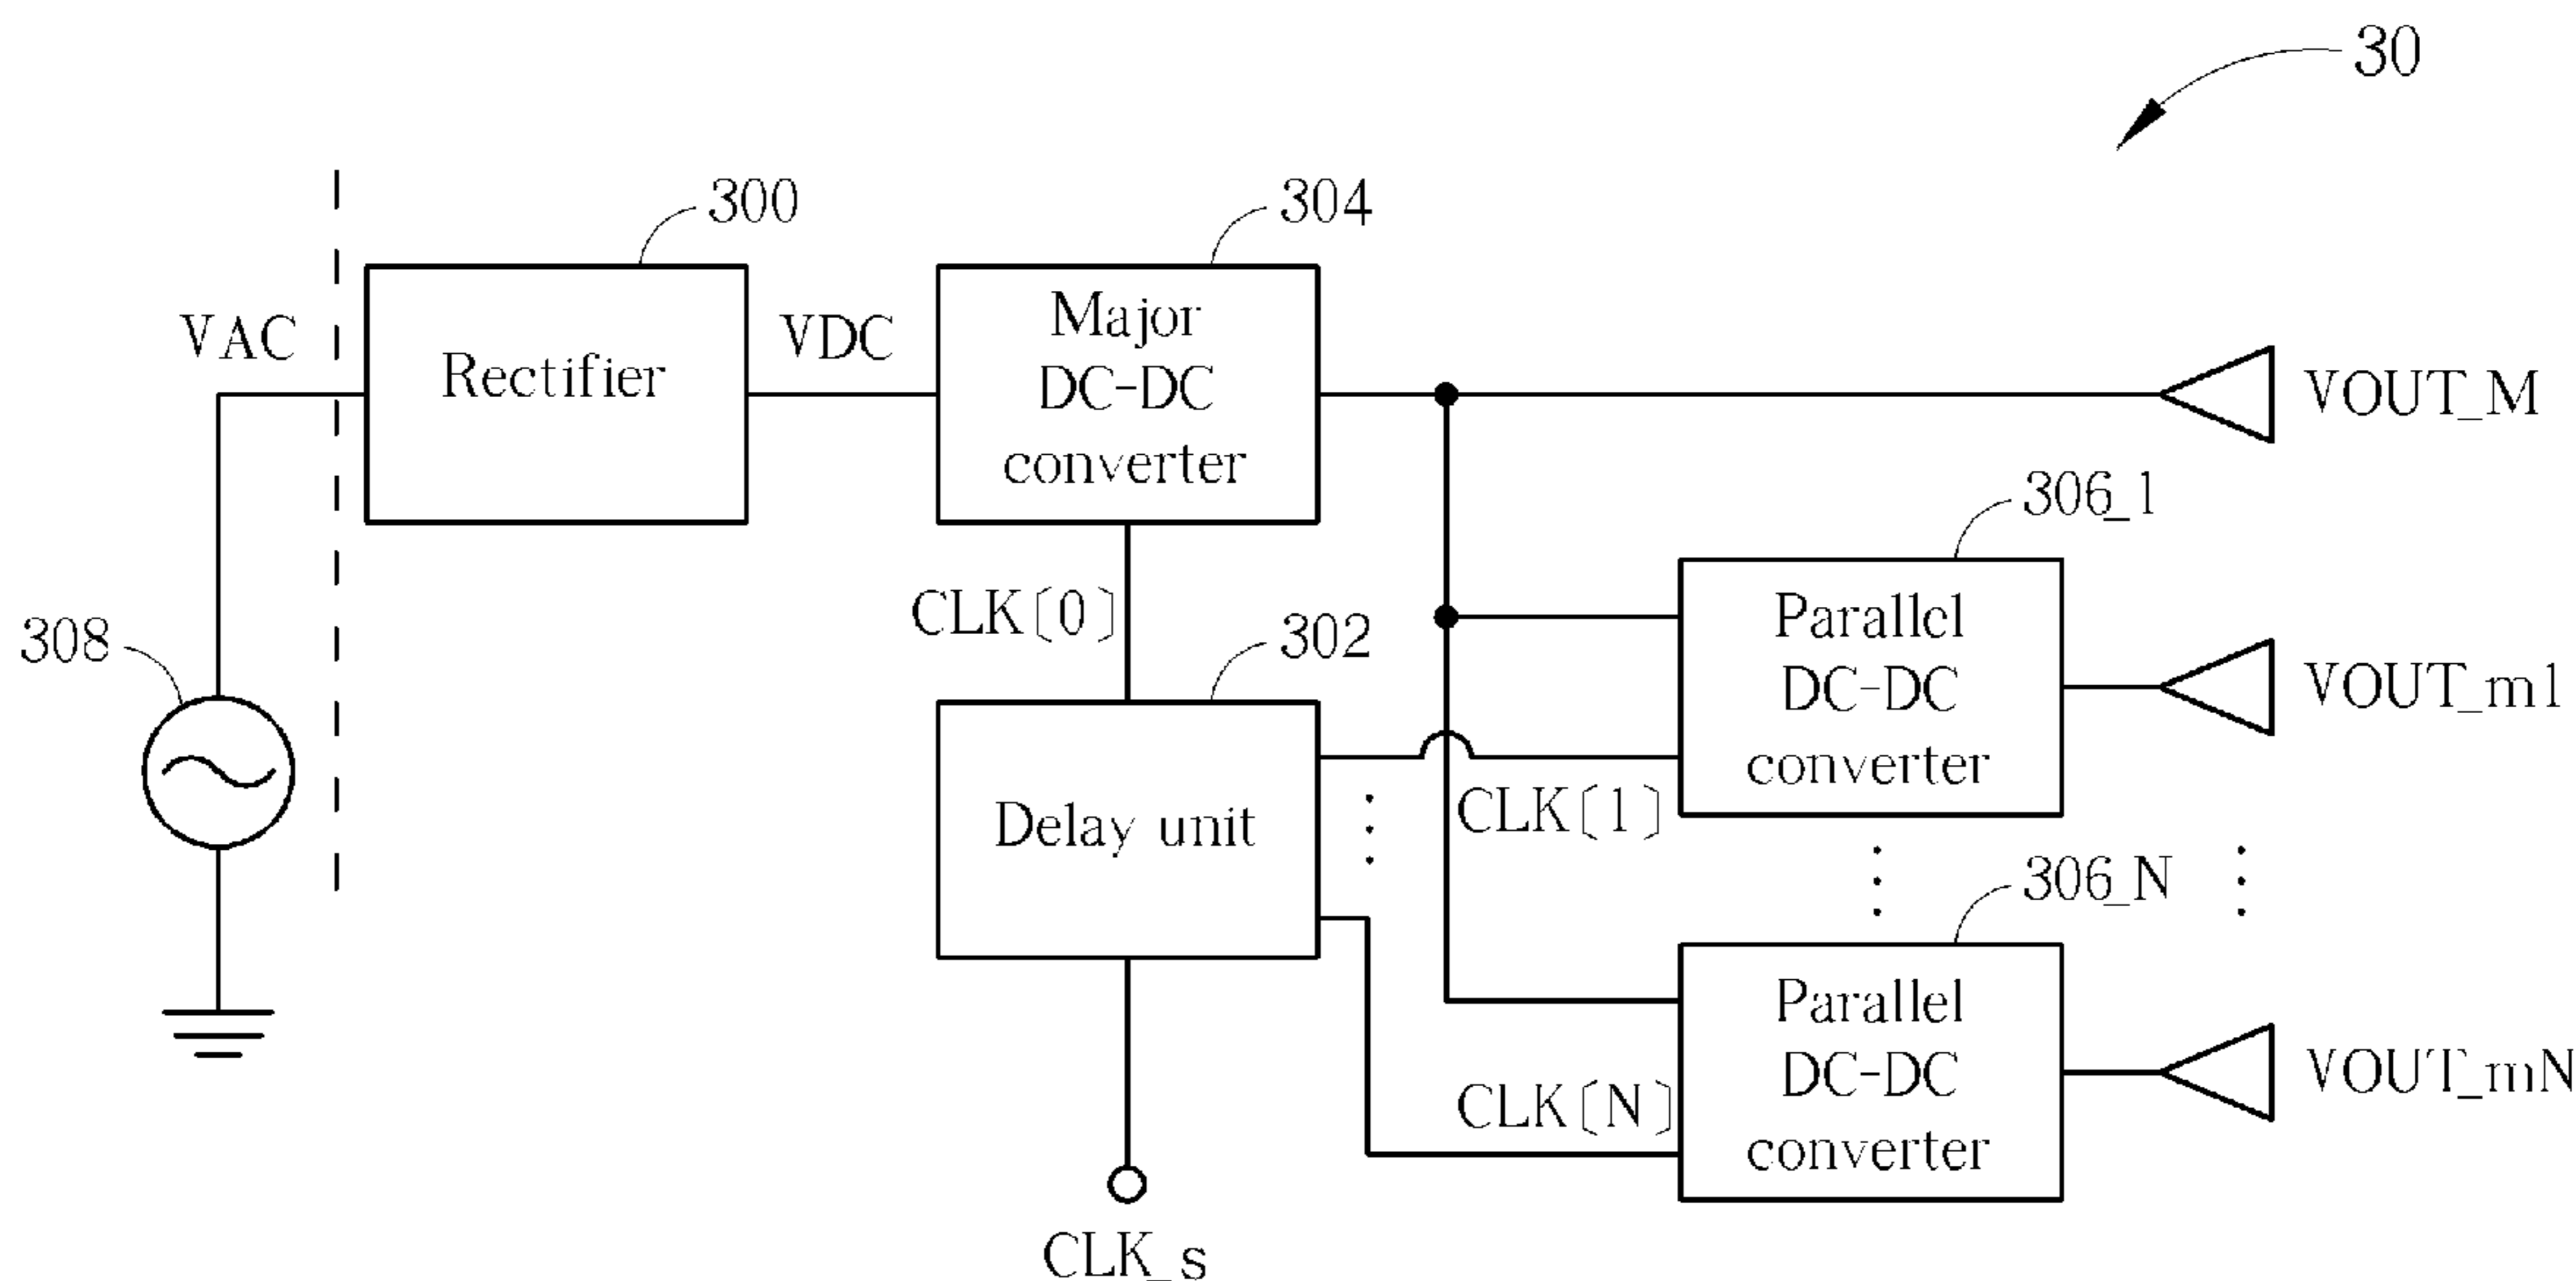 30
300
304
VAC
Rectifier
VDC
Major
DC-DC
converter
VOUT_M
306_1
CLK[0]
308
302
Parallel
DC-DC
converter
VOUT_m1
Delay unit
CLK[1]
306_N
Parallel
DC-DC
converter
CLK[N]
VOUT_mN
CLK_s